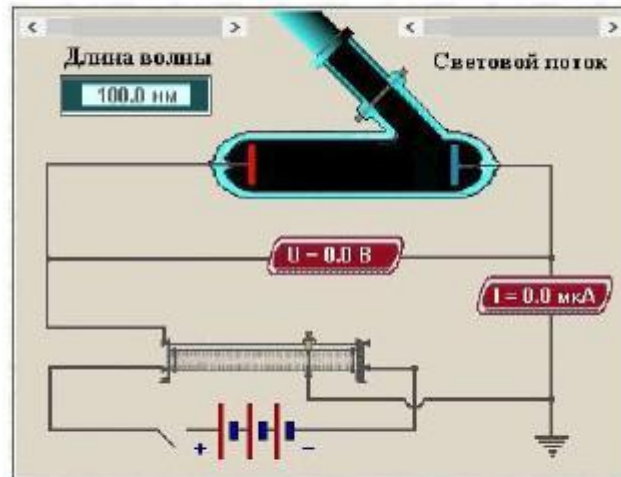 Длина волны
100.0 нм
Световой поток
U = 0.0 В
I = 0.0 мкА
+ −